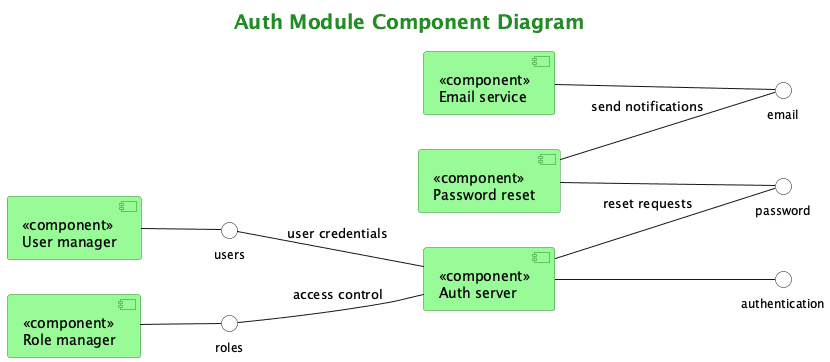 Auth Module Component Diagram
«component»
Email service
send notifications
email
«component»
Password reset
reset requests
password
«component»
User manager
users
user credentials
«component»
Auth server
authentication
access control
«component»
Role manager
roles